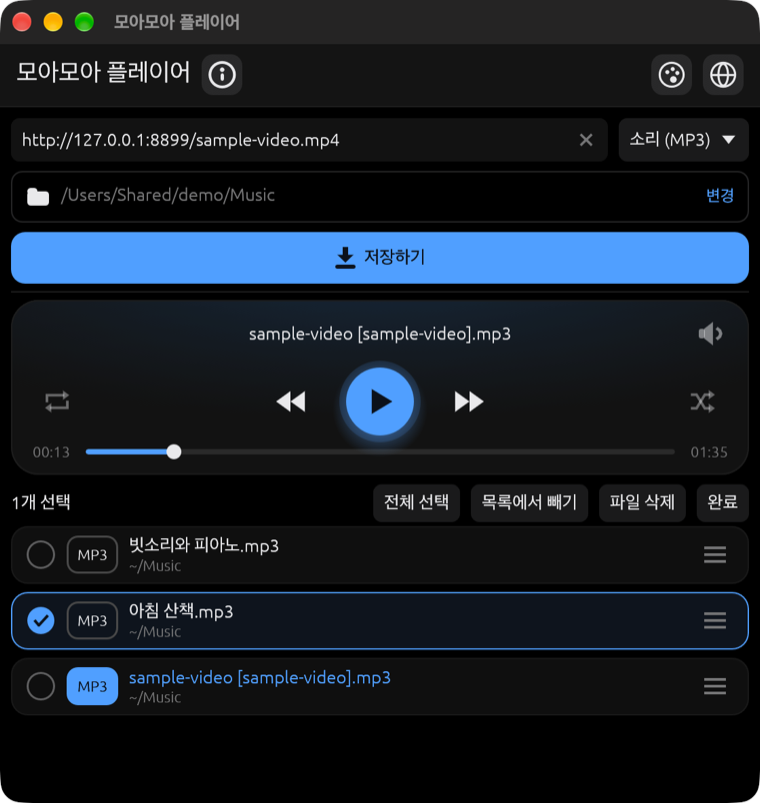 모아모아 플레이어
모아모아 플레이어
http://127.0.0.1:8899/sample-video.mp4
소리 (MP3)
/Users/Shared/demo/Music
변경
저장하기
sample-video [sample-video].mp3
00:13
01:35
1개 선택
전체 선택
목록에서 빼기
파일 삭제
완료
MP3
빗소리와 피아노.mp3
~/Music
MP3
아침 산책.mp3
~/Music
MP3
sample-video [sample-video].mp3
~/Music